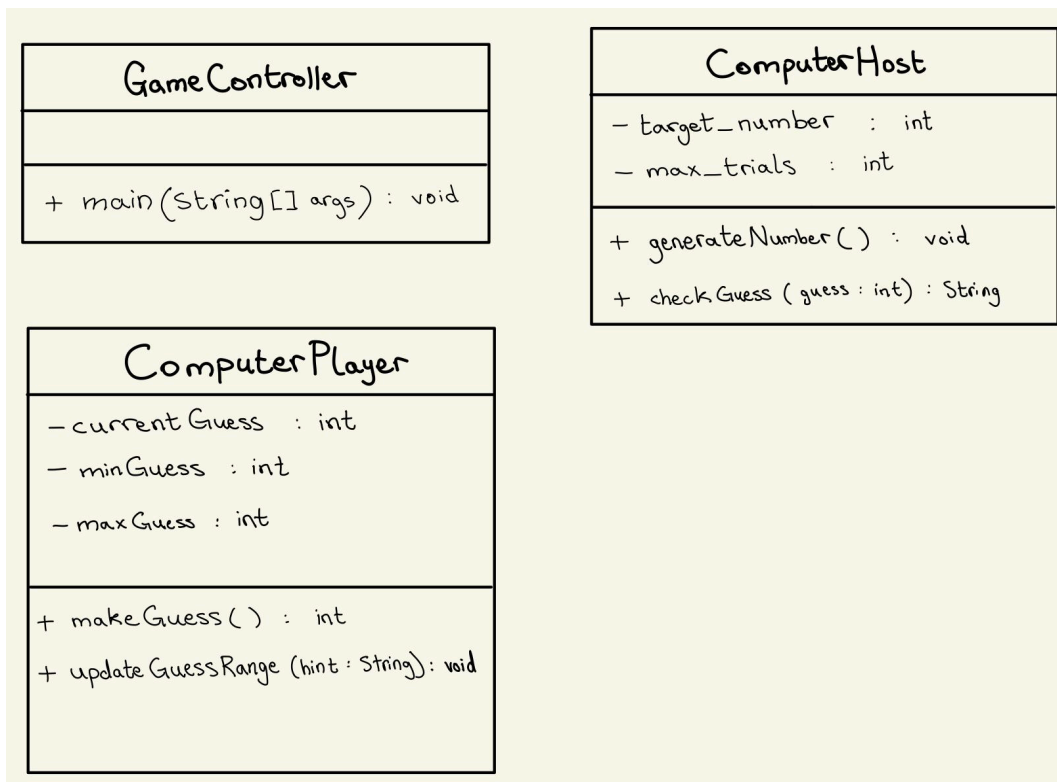 GameController
+ main(String[] args) : void
ComputerHost
- target_number : int
- max_trials : int
+ generateNumber() : void
+ checkGuess (guess : int) : String
ComputerPlayer
- currentGuess : int
- minGuess : int
- maxGuess : int
+ makeGuess() : int
+ updateGuessRange (hint : String) : void